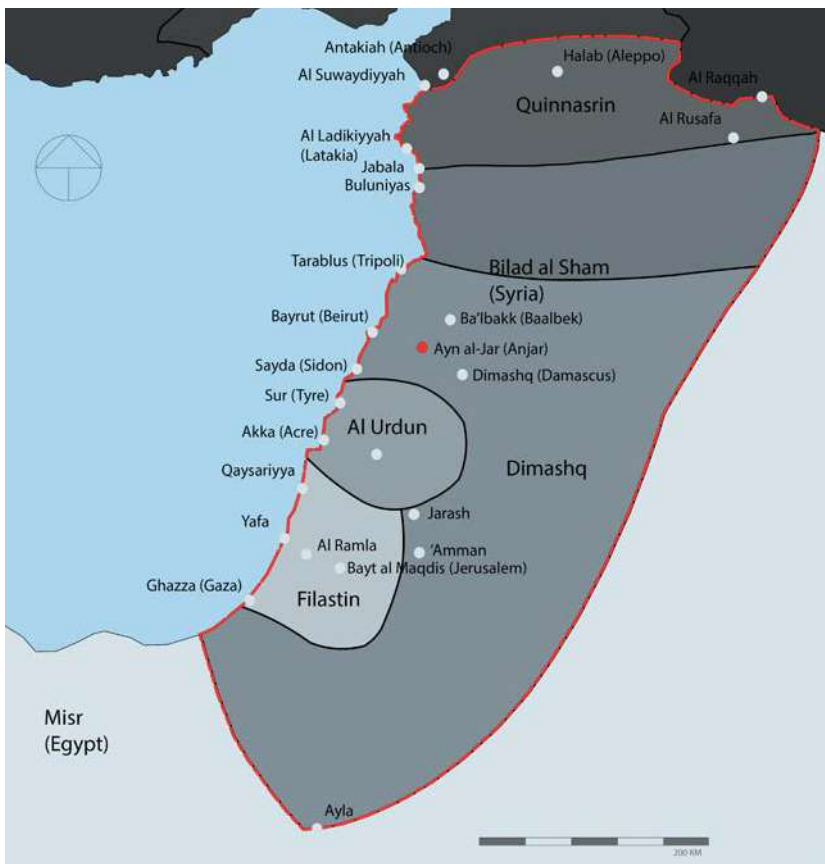 Antakiah (Antioch)
Halab (Aleppo)
Al Suwaydiyyah
Al Raqqah
Quinnasrin
Al Rusafa
Al Ladikiyyah
(Latakia)
Jabala
Buluniyas
Tarablus (Tripoli)
Bilad al Sham
(Syria)
Bayrut (Beirut)
Ba'lbakk (Baalbek)
Ayn al-Jar (Anjar)
Sayda (Sidon)
Dimashq (Damascus)
Sur (Tyre)
Akka (Acre)
Al Urdun
Dimashq
Qaysariyya
Jarash
Yafa
Al Ramla
'Amman
Bayt al Maqdis (Jerusalem)
Ghazza (Gaza)
Filastin
Misr
(Egypt)
Ayla
200 KM